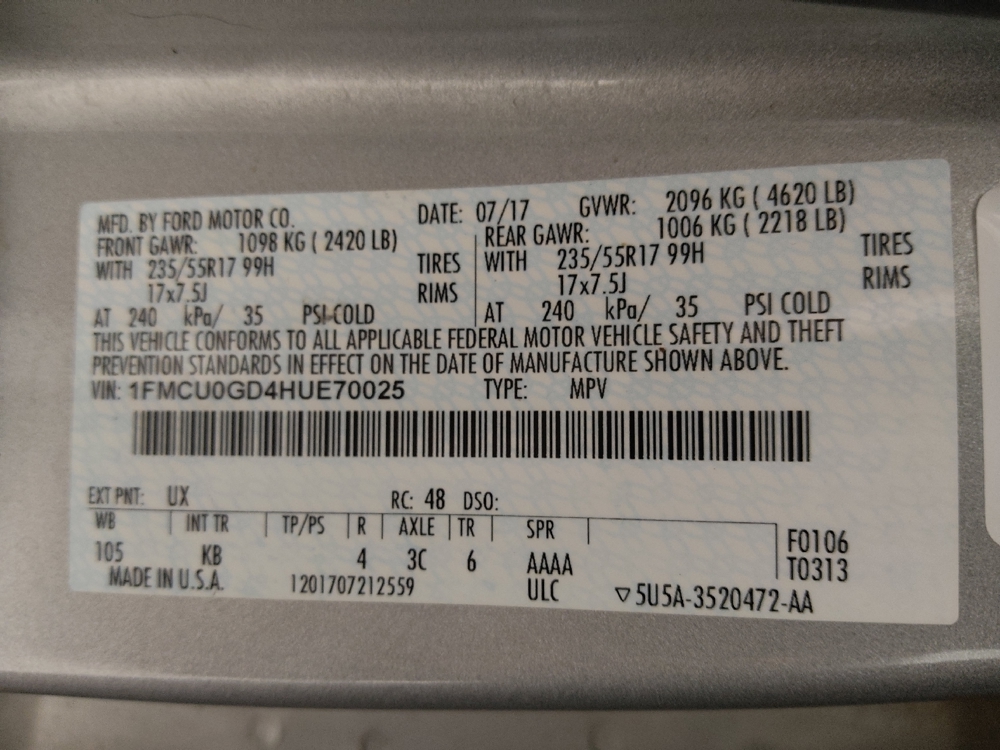 MFD. BY FORD MOTOR CO. DATE: 07/17 GVWR: 2096 KG ( 4620 LB)
FRONT GAWR: 1098 KG ( 2420 LB) REAR GAWR: 1006 KG ( 2218 LB)
WITH 235/55R17 99H TIRES WITH 235/55R17 99H TIRES
17x7.5J RIMS 17x7.5J RIMS
AT 240 kPa/ 35 PSI COLD AT 240 kPa/ 35 PSI COLD
THIS VEHICLE CONFORMS TO ALL APPLICABLE FEDERAL MOTOR VEHICLE SAFETY AND THEFT
PREVENTION STANDARDS IN EFFECT ON THE DATE OF MANUFACTURE SHOWN ABOVE.
VIN: 1FMCU0GD4HUE70025 TYPE: MPV
EXT PNT: UX RC: 48 DSO:
WB INT TR TP/PS R AXLE TR SPR F0106
105 KB 4 3C 6 AAAA T0313
MADE IN U.S.A. 1201707212559 ULC ▽5U5A-3520472-AA